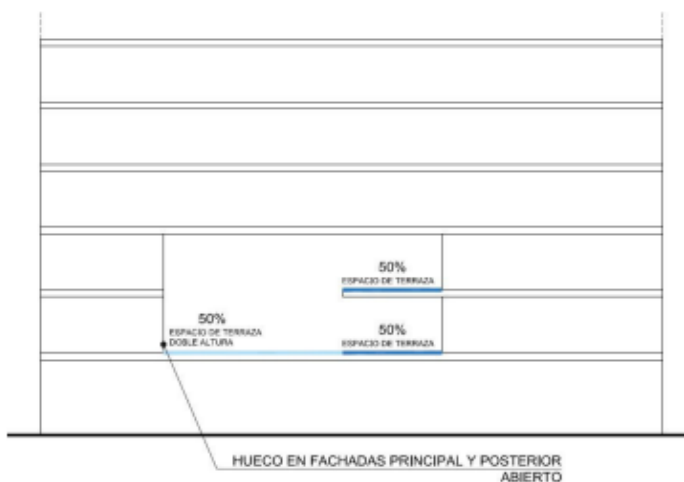 50%
ESPACIO DE TERRAZA
50%
ESPACIO DE TERRAZA
DOBLE ALTURA
50%
ESPACIO DE TERRAZA
HUECO EN FACHADAS PRINCIPAL Y POSTERIOR
ABIERTO